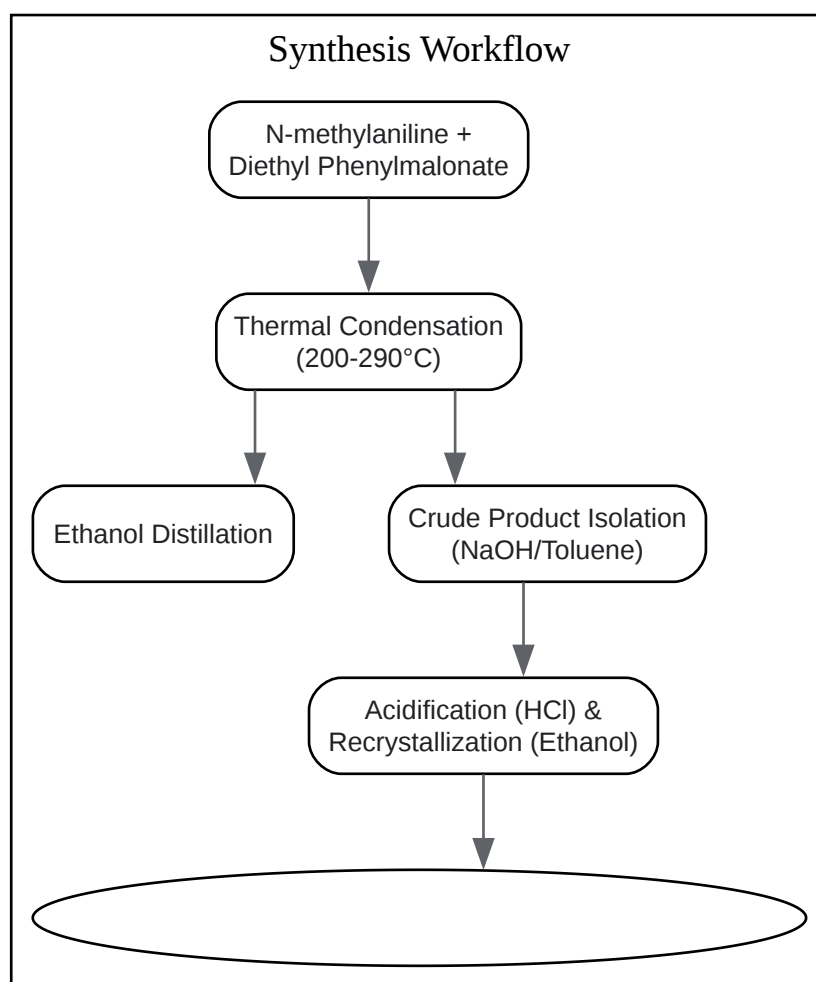 Synthesis Workflow
N-methylaniline +
Diethyl Phenylmalonate
Thermal Condensation
(200-290°C)
Ethanol Distillation
Crude Product Isolation
(NaOH/Toluene)
Acidification (HCl) &
Recrystallization (Ethanol)